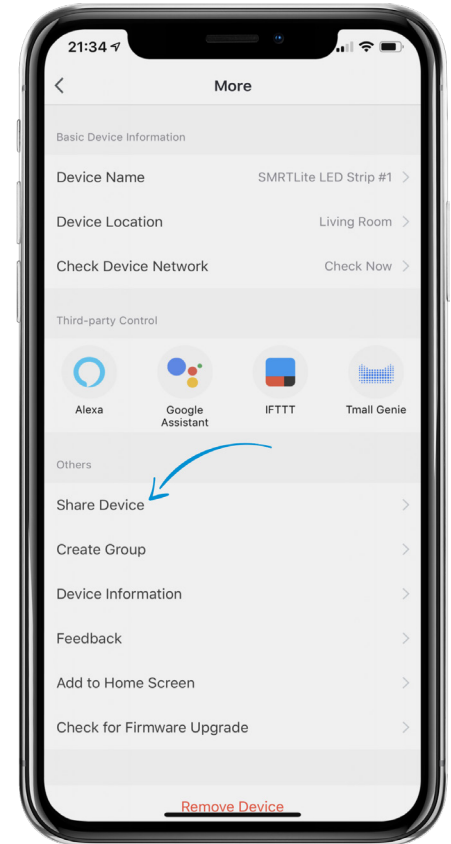 21:34
More
Basic Device Information
Device Name
SMRTLite LED Strip #1
Device Location
Living Room
Check Device Network
Check Now
Third-party Control
Alexa
Google
Assistant
IFTTT
Tmall Genie
Others
Share Device
Create Group
Device Information
Feedback
Add to Home Screen
Check for Firmware Upgrade
Remove Device